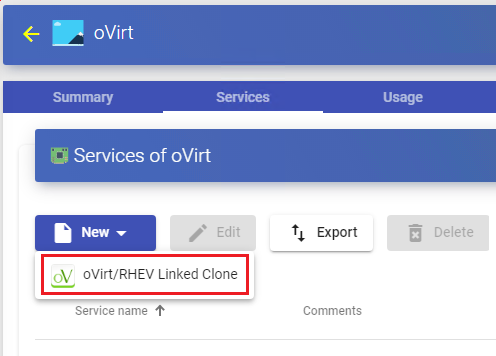 oVirt
Summary Services Usage
Services of oVirt
New Edit Export Delete
oV oVirt/RHEV Linked Clone
Service name Comments